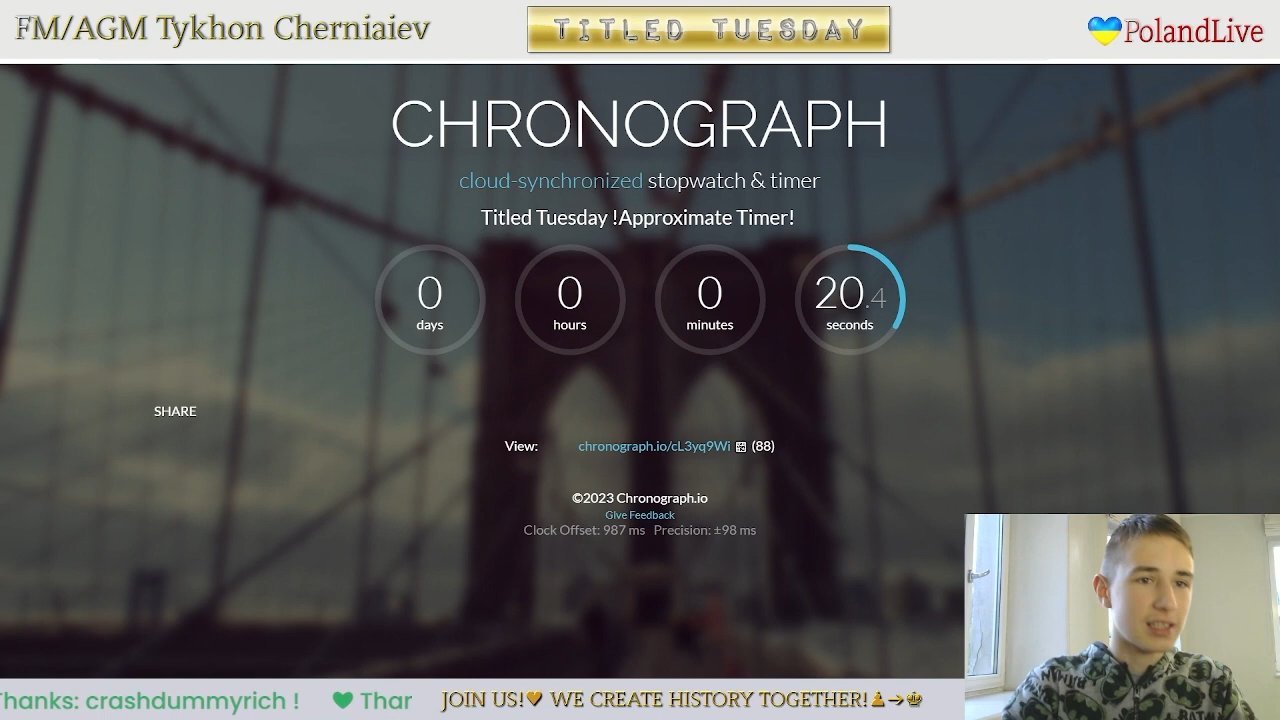 FM/AGM Tykhon Cherniaiev
TITLED TUESDAY
PolandLive
CHRONOGRAPH
cloud-synchronized stopwatch & timer
Titled Tuesday !Approximate Timer!
0 0 0 20.4
days hours minutes seconds
SHARE
View: chronograph.io/cL3yq9Wi (88)
©2023 Chronograph.io
Give Feedback
Clock Offset: 987 ms Precision: ±98 ms
Thanks: crashdummyrich ! Thar
JOIN US! WE CREATE HISTORY TOGETHER!